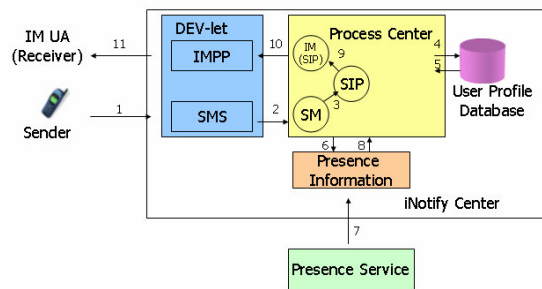 IM UA
(Receiver)
11
DEV-let
IMPP
10
Process Center
IM
(SIP)
9
4
5
SIP
User Profile
Database
Sender
1
SMS
2
SM
3
6
8
Presence
Information
iNotify Center
7
Presence Service